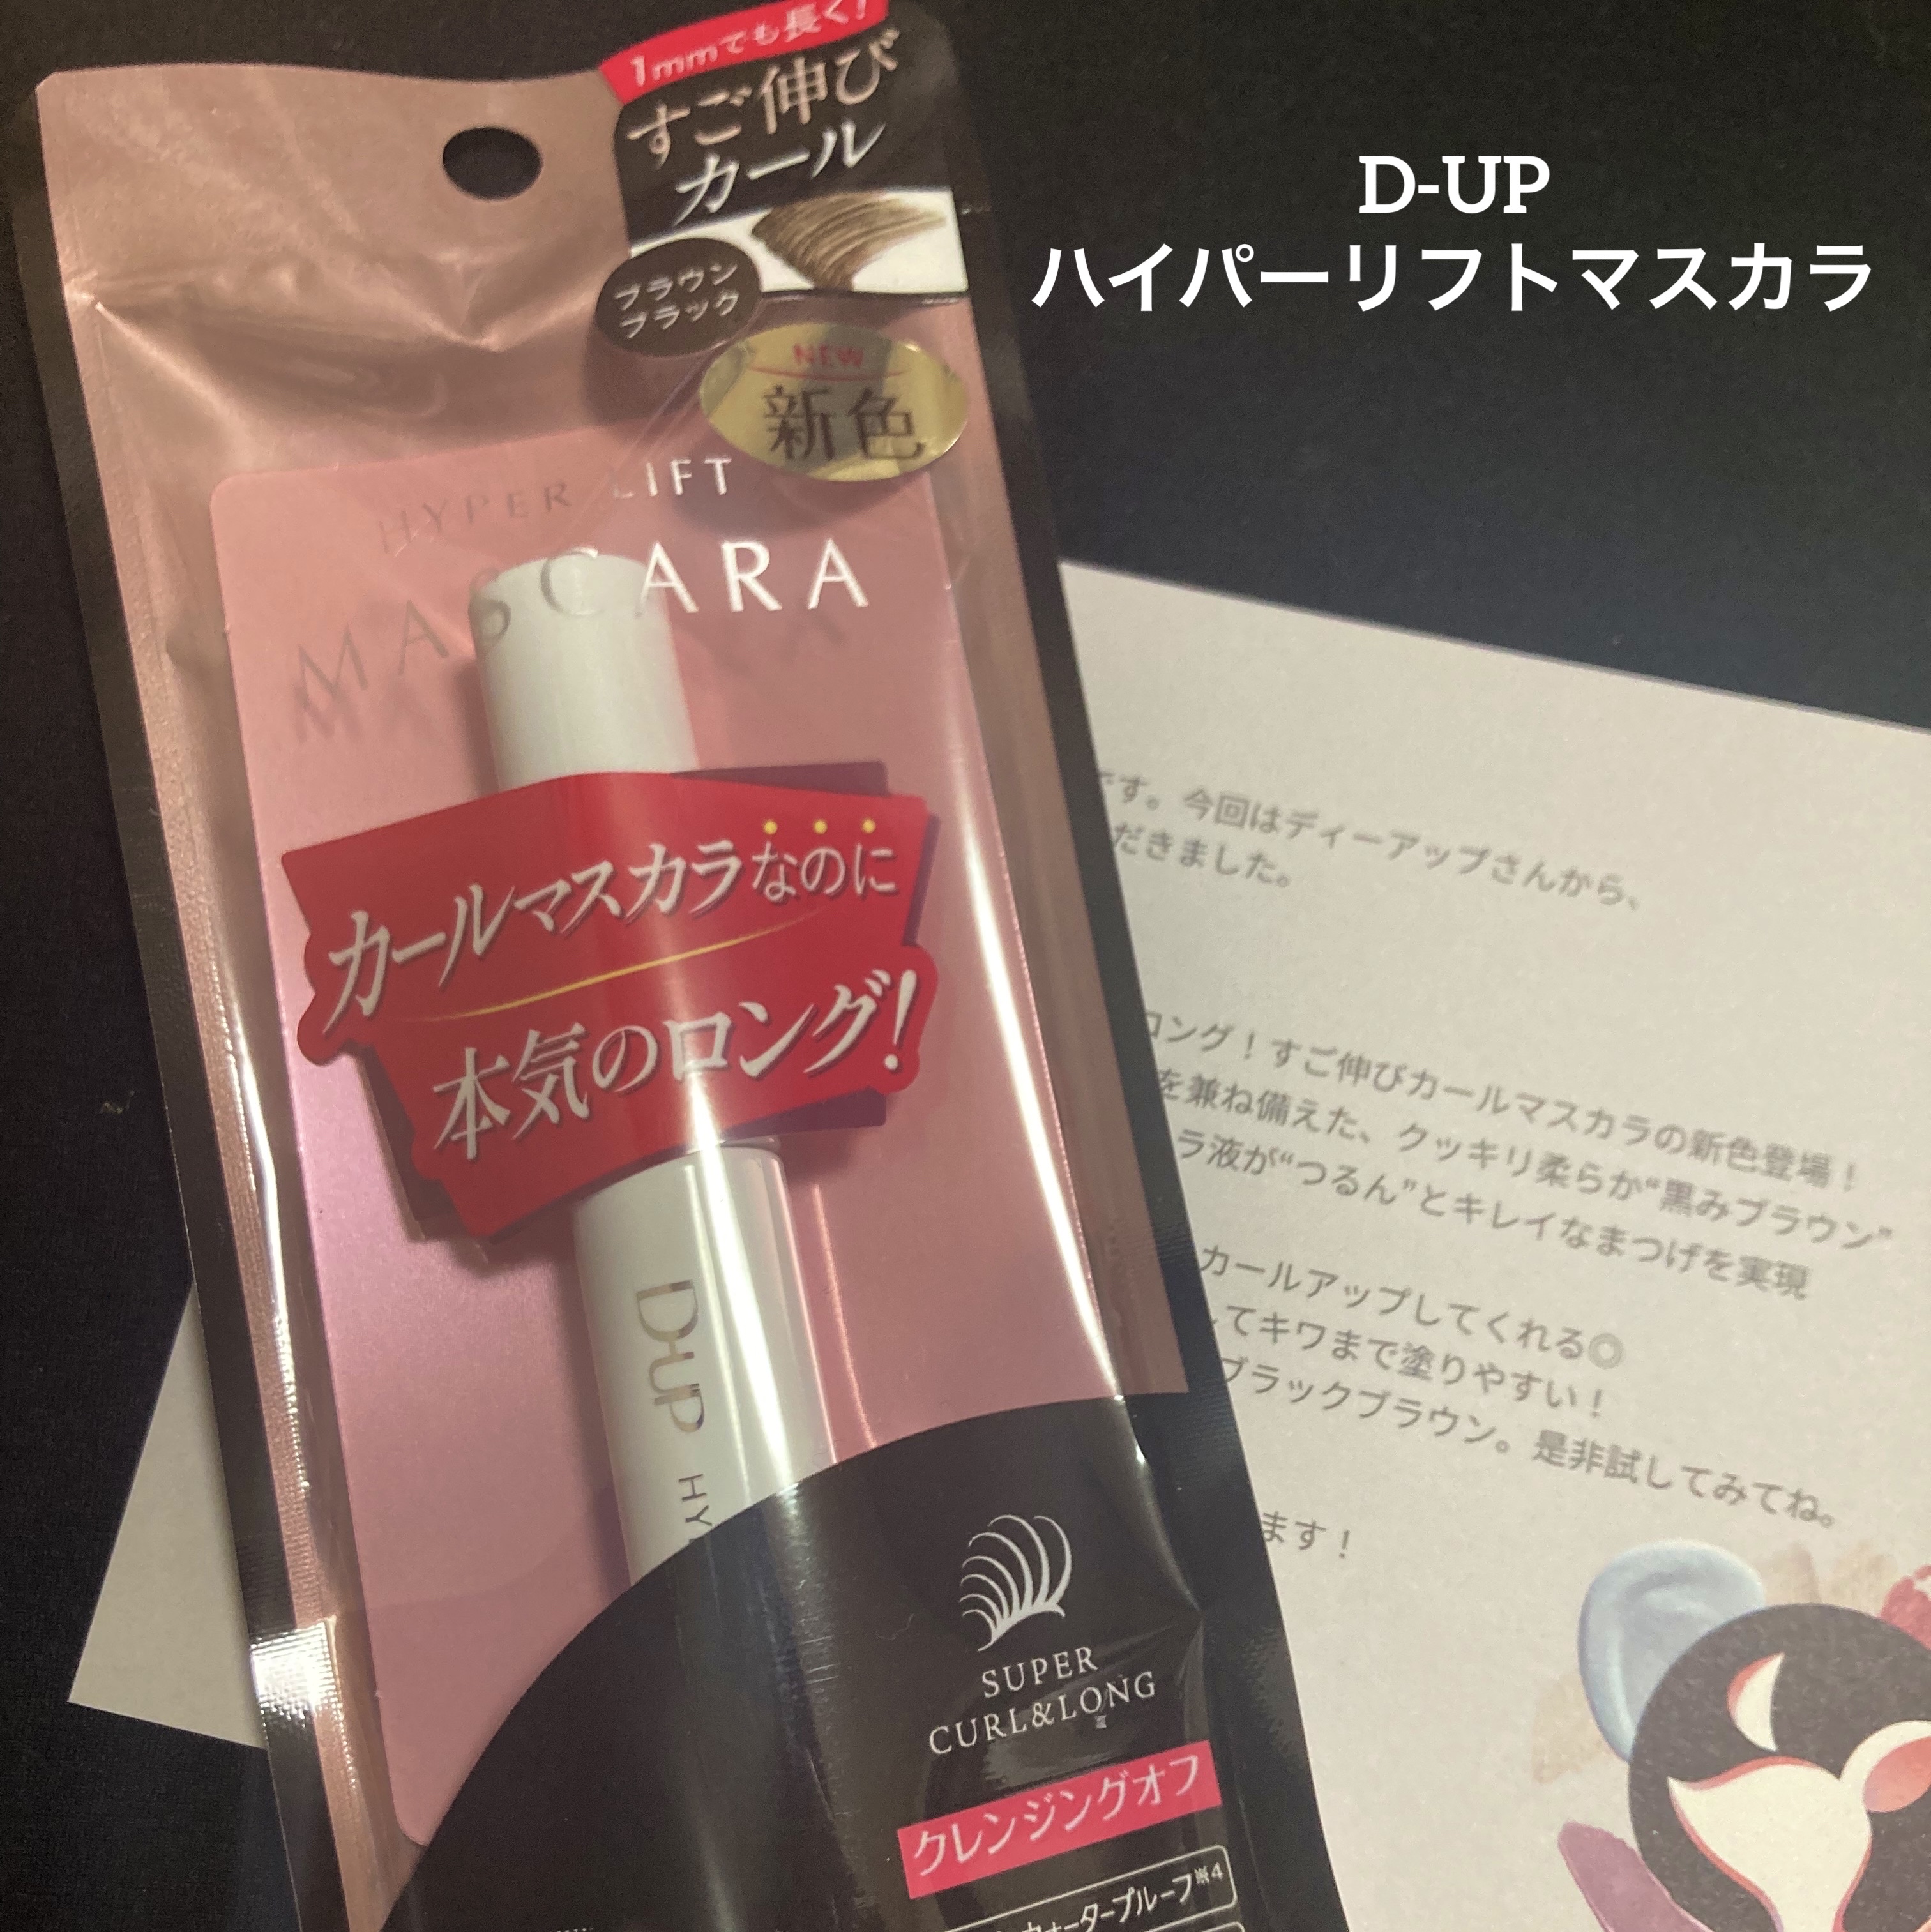 D-UP
ハイパーリフトマスカラ
1mmでも長く!
すご伸び
カール
ブラウン
ブラック
NEW
新色
HYPER LIFT
MASCARA
カールマスカラなのに
本気のロング!
D-UP HY
SUPER
CURL&LONG
クレンジングオフ
ウォータープルーフ※4
です。今回はディーアップさんから、
だきました。
ロング！すご伸びカールマスカラの新色登場！
を兼ね備えた、クッキリ柔らか“黒みブラウン”
ラ液が“つるん”とキレイなまつげを実現
カールアップしてくれる◎
してキワまで塗りやすい！
ブラックブラウン。是非試してみてね。
ます！